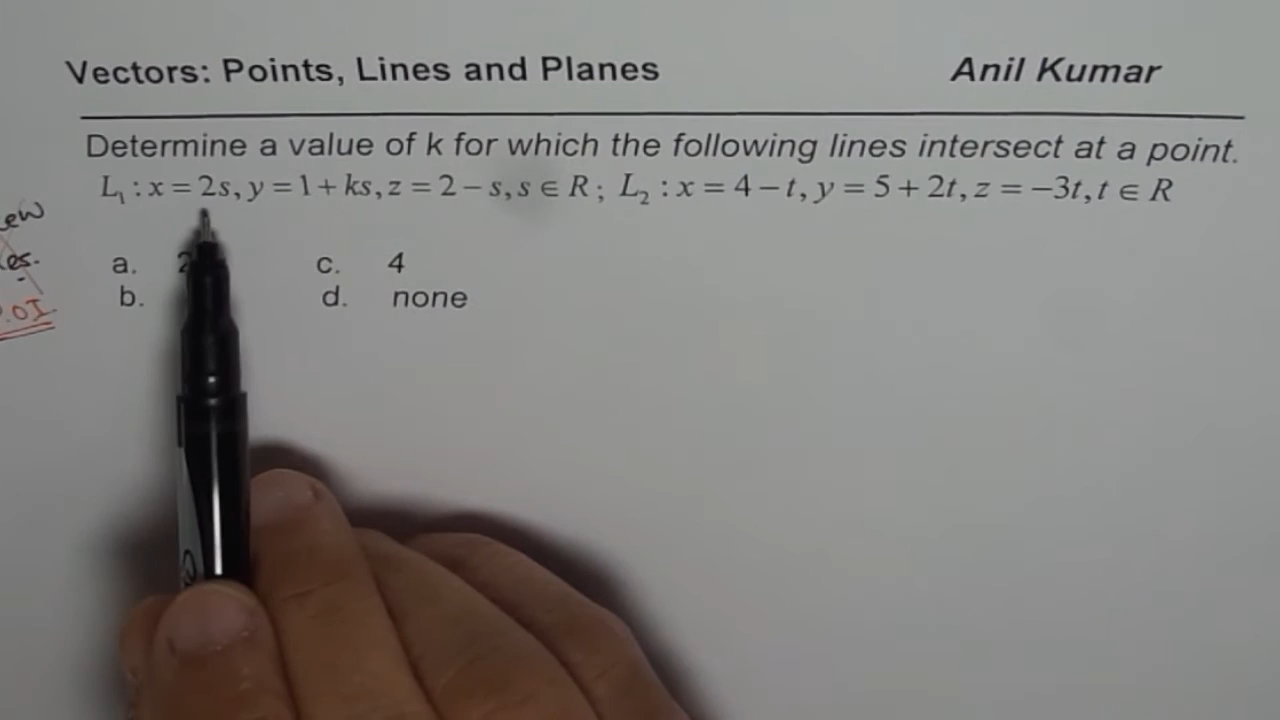 Vectors: Points, Lines and Planes Anil Kumar
Determine a value of k for which the following lines intersect at a point.
L₁ : x = 2s, y = 1 + ks, z = 2 − s, s ∈ R ; L₂ : x = 4 − t, y = 5 + 2t, z = −3t, t ∈ R
a. 2 c. 4
b. d. none
P.O.I